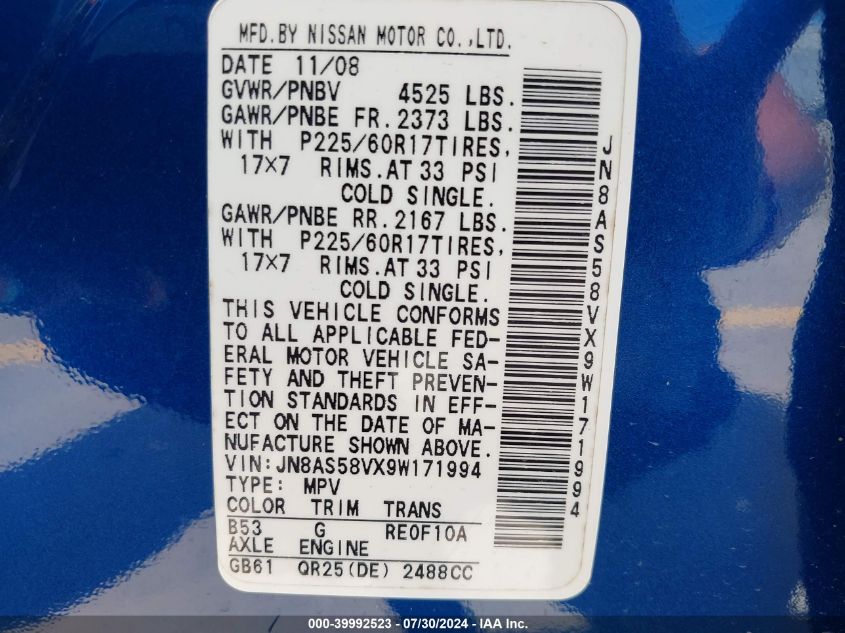 MFD.BY NISSAN MOTOR CO.,LTD.
DATE 11/08
GVWR/PNBV 4525 LBS.
GAWR/PNBE FR.2373 LBS.
WITH P225/60R17TIRES,
17×7 RIMS.AT 33 PSI
COLD SINGLE.
GAWR/PNBE RR.2167 LBS.
WITH P225/60R17TIRES,
17×7 RIMS.AT 33 PSI
COLD SINGLE.
THIS VEHICLE CONFORMS
TO ALL APPLICABLE FED-
ERAL MOTOR VEHICLE SA-
FETY AND THEFT PREVEN-
TION STANDARDS IN EFF-
ECT ON THE DATE OF MA-
NUFACTURE SHOWN ABOVE.
VIN:JN8AS58VX9W171994
TYPE: MPV
COLOR TRIM TRANS
B53 G RE0F10A
AXLE ENGINE
GB61 QR25(DE) 2488CC
JN8AS58VX9W171994
000-39992523 - 07/30/2024 - IAA Inc.